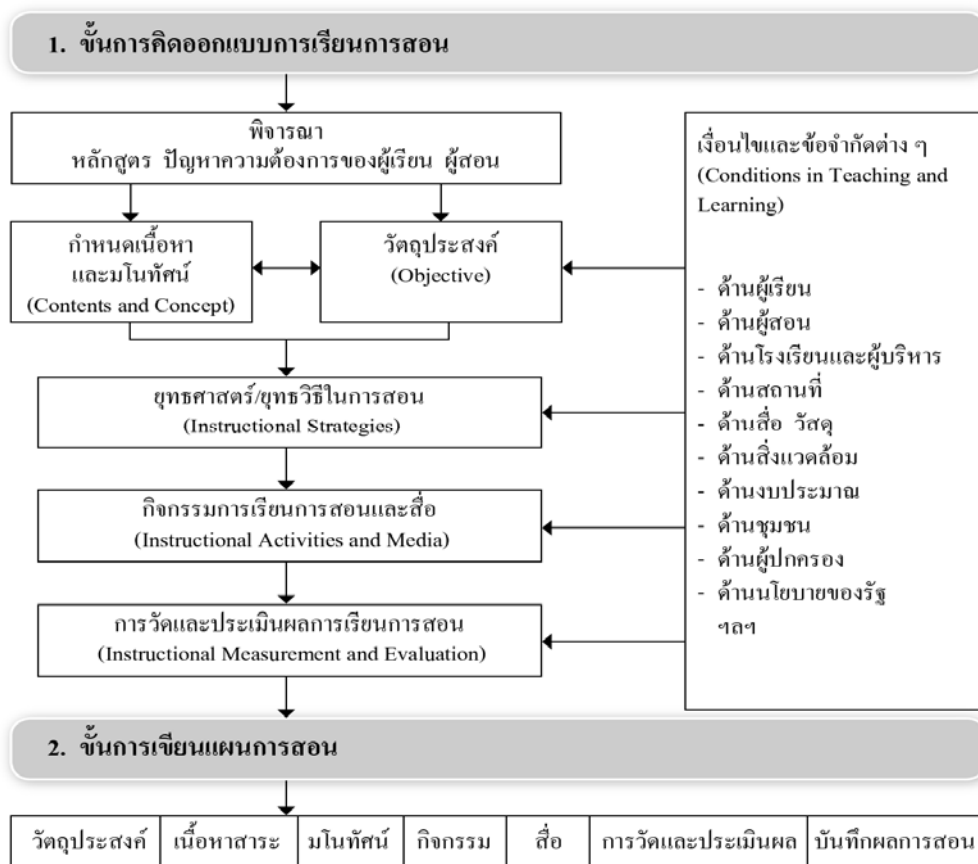 1. ขั้นการคิดออกแบบการเรียนการสอน
พิจารณา
หลักสูตร ปัญหาความต้องการของผู้เรียน ผู้สอน
กำหนดเนื้อหา
และมโนทัศน์
(Contents and Concept)
วัตถุประสงค์
(Objective)
ยุทธศาสตร์/ยุทธวิธีในการสอน
(Instructional Strategies)
กิจกรรมการเรียนการสอนและสื่อ
(Instructional Activities and Media)
การวัดและประเมินผลการเรียนการสอน
(Instructional Measurement and Evaluation)
เงื่อนไขและข้อจำกัดต่าง ๆ
(Conditions in Teaching and
Learning)
- ด้านผู้เรียน
- ด้านผู้สอน
- ด้านโรงเรียนและผู้บริหาร
- ด้านสถานที่
- ด้านสื่อ วัสดุ
- ด้านสิ่งแวดล้อม
- ด้านงบประมาณ
- ด้านชุมชน
- ด้านผู้ปกครอง
- ด้านนโยบายของรัฐ
ฯลฯ
2. ขั้นการเขียนแผนการสอน
วัตถุประสงค์ เนื้อหาสาระ มโนทัศน์ กิจกรรม สื่อ การวัดและประเมินผล บันทึกผลการสอน